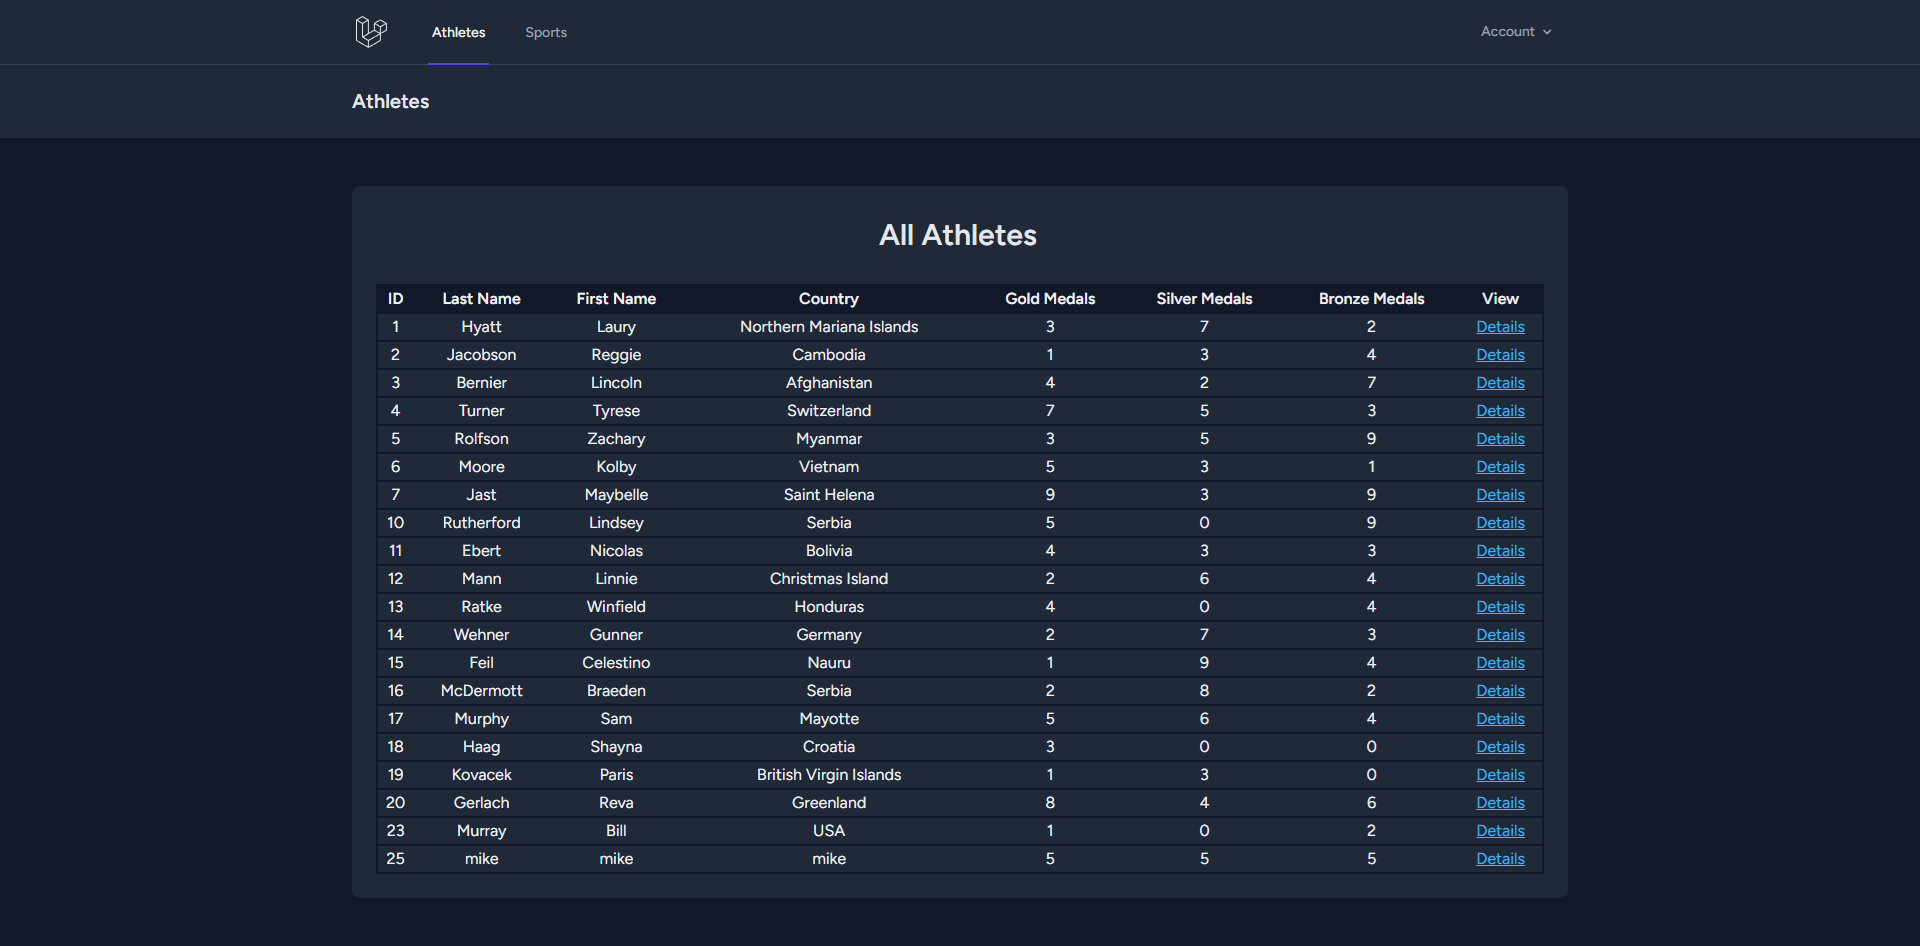 Athletes Sports Account
Athletes
All Athletes
ID Last Name First Name Country Gold Medals Silver Medals Bronze Medals View
1 Hyatt Laury Northern Mariana Islands 3 7 2 Details
2 Jacobson Reggie Cambodia 1 3 4 Details
3 Bernier Lincoln Afghanistan 4 2 7 Details
4 Turner Tyrese Switzerland 7 5 3 Details
5 Rolfson Zachary Myanmar 3 5 9 Details
6 Moore Kolby Vietnam 5 3 1 Details
7 Jast Maybelle Saint Helena 9 3 9 Details
10 Rutherford Lindsey Serbia 5 0 9 Details
11 Ebert Nicolas Bolivia 4 3 3 Details
12 Mann Linnie Christmas Island 2 6 4 Details
13 Ratke Winfield Honduras 4 0 4 Details
14 Wehner Gunner Germany 2 7 3 Details
15 Feil Celestino Nauru 1 9 4 Details
16 McDermott Braeden Serbia 2 8 2 Details
17 Murphy Sam Mayotte 5 6 4 Details
18 Haag Shayna Croatia 3 0 0 Details
19 Kovacek Paris British Virgin Islands 1 3 0 Details
20 Gerlach Reva Greenland 8 4 6 Details
23 Murray Bill USA 1 0 2 Details
25 mike mike mike 5 5 5 Details